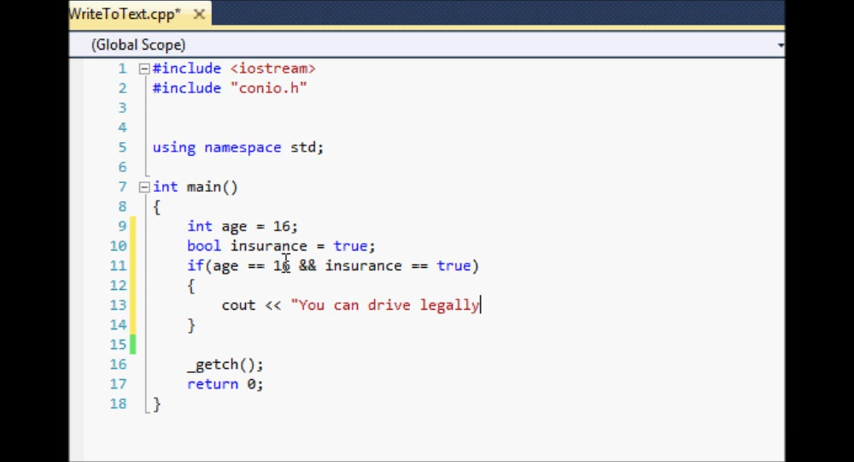 WriteToText.cpp* ✕
(Global Scope)
1 #include <iostream>
2 #include "conio.h"
3
4
5 using namespace std;
6
7 int main()
8 {
9 int age = 16;
10 bool insurance = true;
11 if(age == 16 && insurance == true)
12 {
13 cout << "You can drive legally
14 }
15
16 _getch();
17 return 0;
18 }